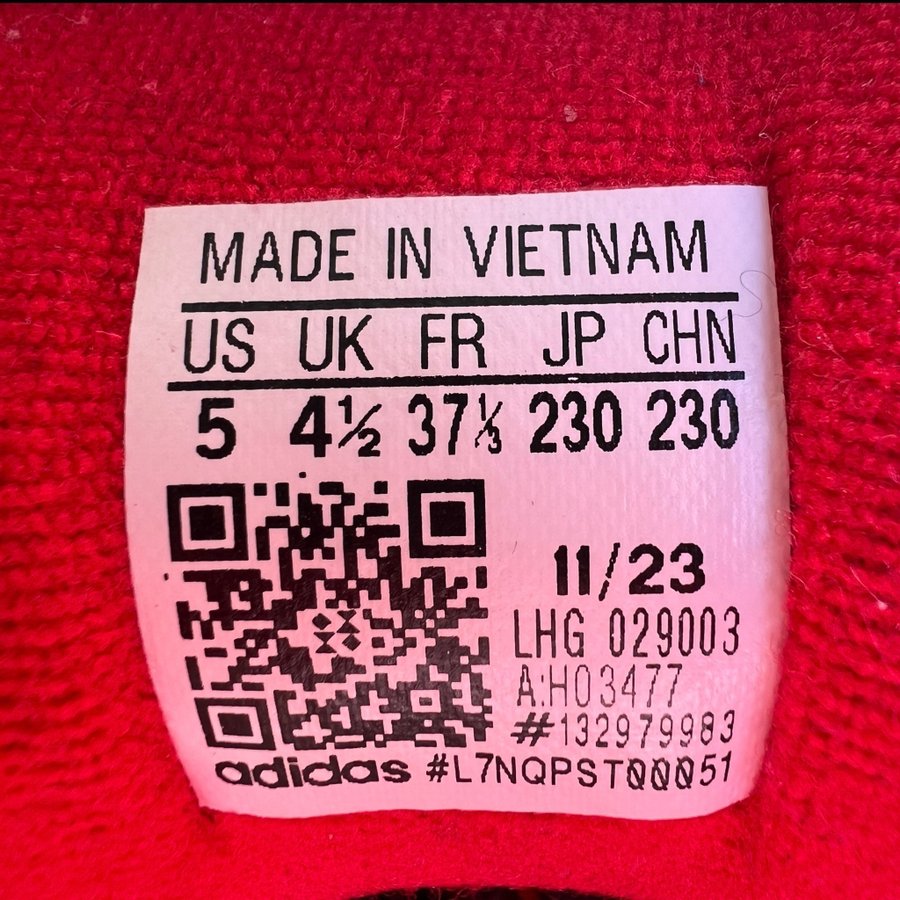 MADE IN VIETNAM
US UK FR JP CHN
5 4½ 37⅓ 230 230
11/23
LHG 029003
A:H03477
#132979983
adidas #L7NQPST00051